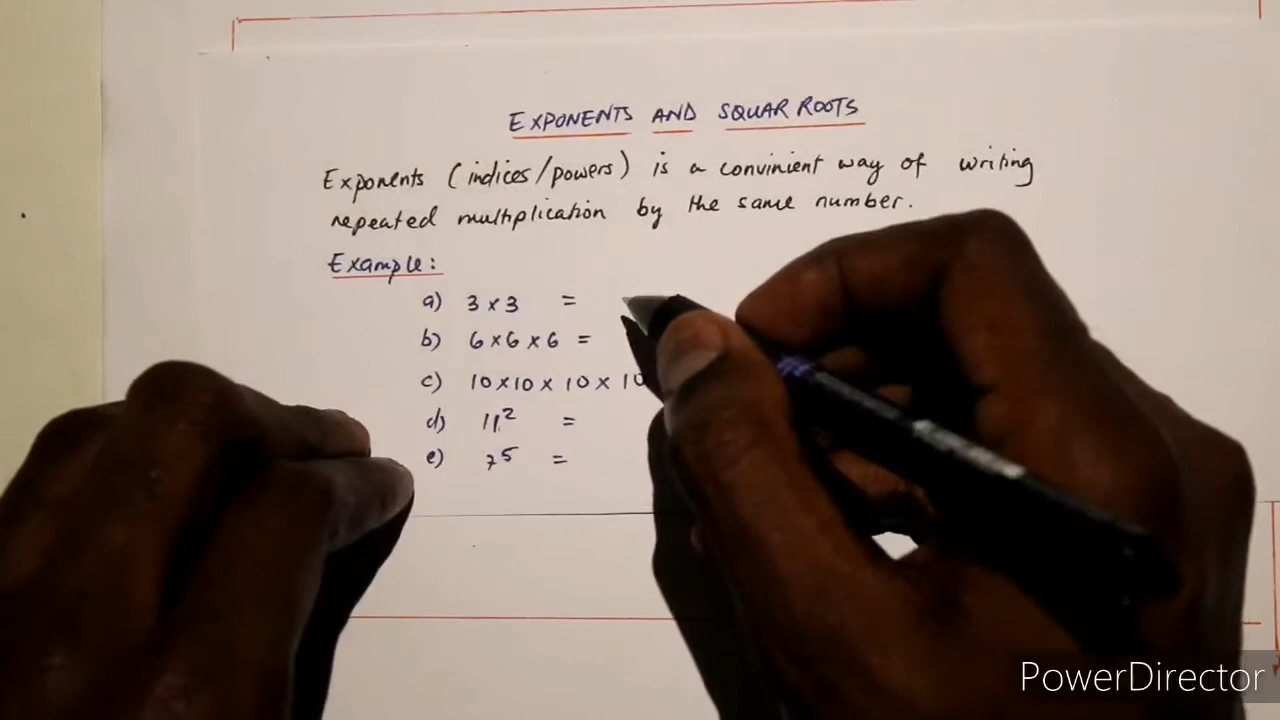 EXPONENTS AND SQUAR ROOTS
Exponents (indices/powers) is a convinient way of writing
repeated multiplication by the same number.
Example:
a) 3 × 3 =
b) 6 × 6 × 6 =
c) 10 × 10 × 10 × 10
d) 11² =
e) 7⁵ =
PowerDirector